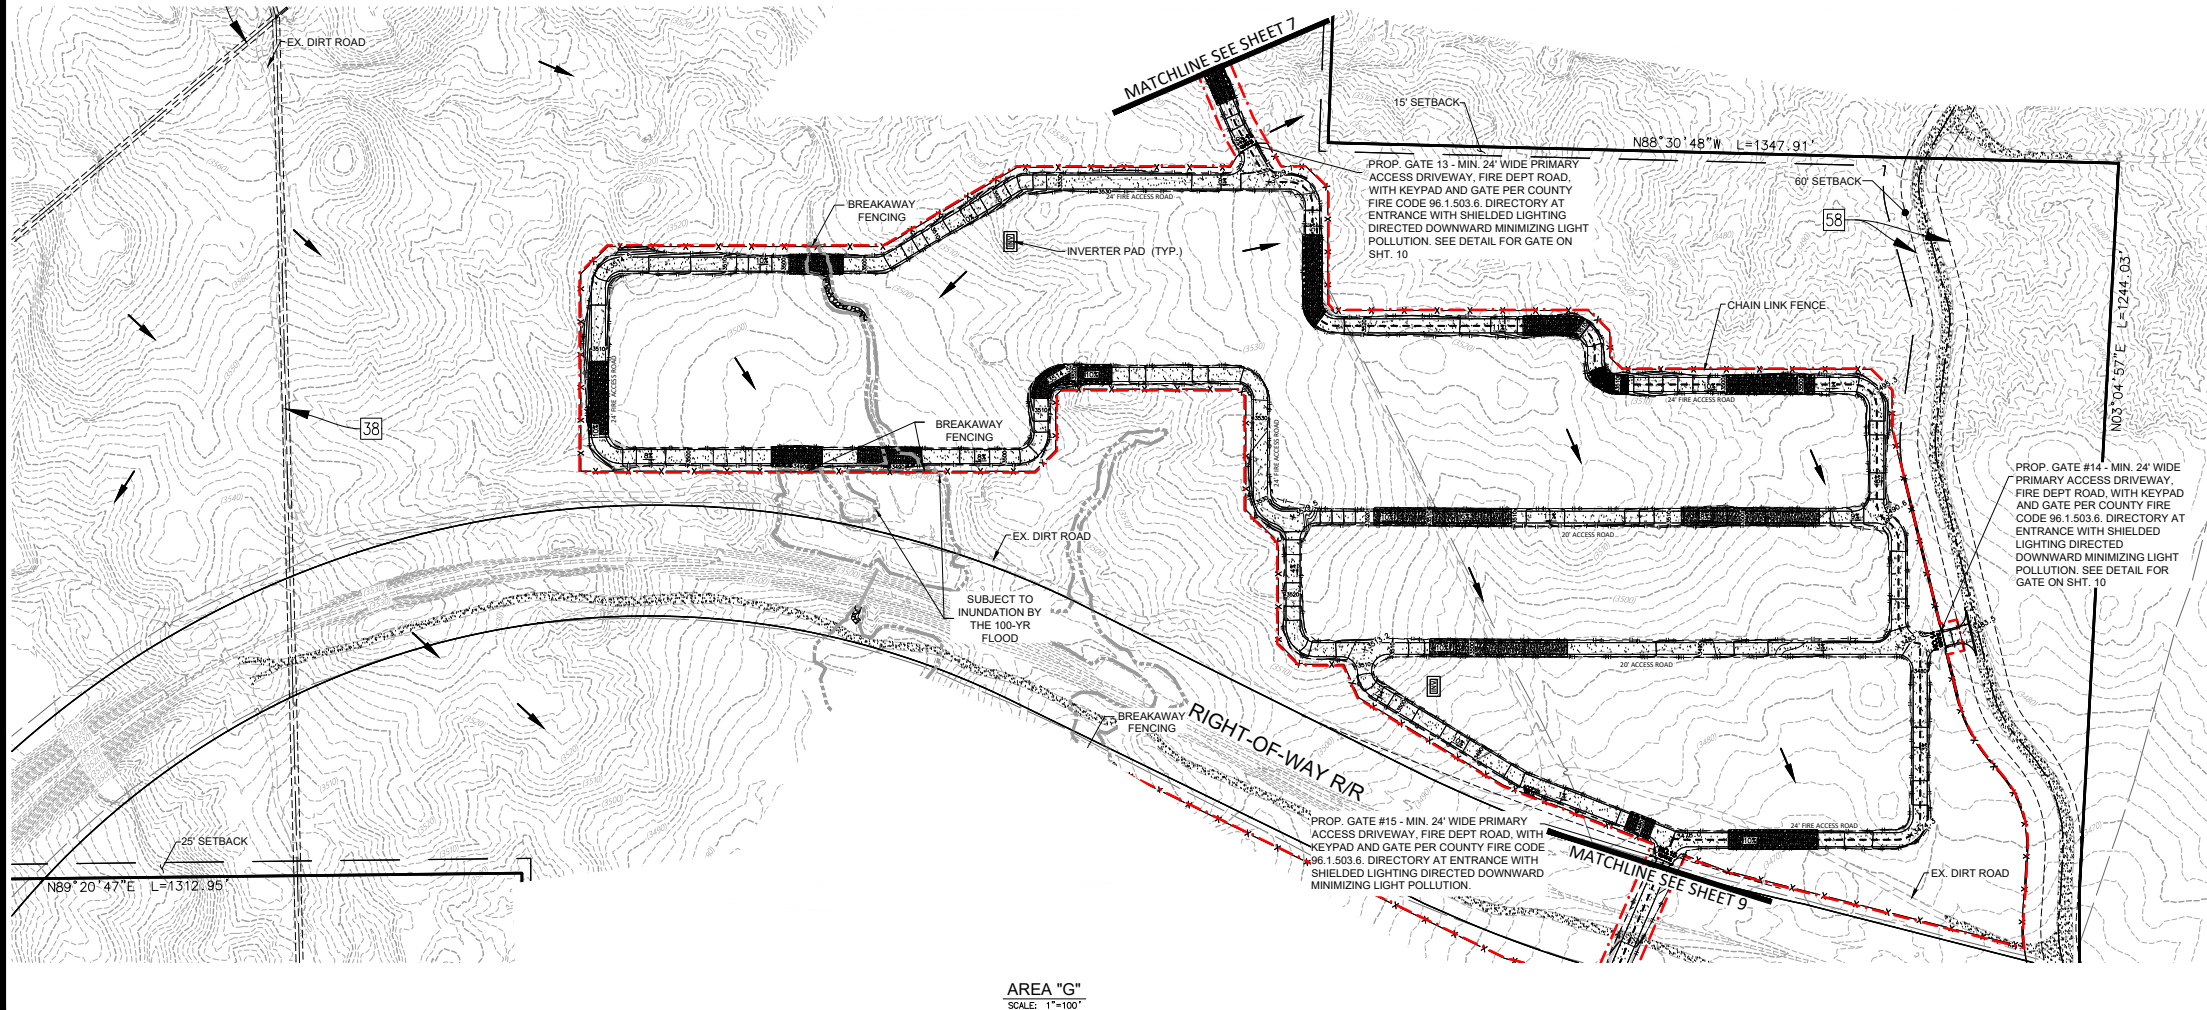 EX. DIRT ROAD
MATCHLINE SEE SHEET 7
15' SETBACK
N88°30'48"W L=1347.91'
PROP. GATE 13 - MIN. 24' WIDE PRIMARY
ACCESS DRIVEWAY, FIRE DEPT ROAD,
WITH KEYPAD AND GATE PER COUNTY
FIRE CODE 96.1.503.6. DIRECTORY AT
ENTRANCE WITH SHIELDED LIGHTING
DIRECTED DOWNWARD MINIMIZING LIGHT
POLLUTION. SEE DETAIL FOR GATE ON
SHT. 10
60' SETBACK
58
24' FIRE ACCESS ROAD
BREAKAWAY
FENCING
INVERTER PAD (TYP.)
CHAIN LINK FENCE
N03°04'57"E L=1244.03'
24' FIRE ACCESS ROAD
24' FIRE ACCESS ROAD
38
BREAKAWAY
FENCING
24' FIRE ACCESS ROAD
PROP. GATE #14 - MIN. 24' WIDE
PRIMARY ACCESS DRIVEWAY,
FIRE DEPT ROAD, WITH KEYPAD
AND GATE PER COUNTY FIRE
CODE 96.1.503.6. DIRECTORY AT
ENTRANCE WITH SHIELDED
LIGHTING DIRECTED
DOWNWARD MINIMIZING LIGHT
POLLUTION. SEE DETAIL FOR
GATE ON SHT. 10
EX. DIRT ROAD
20' ACCESS ROAD
SUBJECT TO
INUNDATION BY
THE 100-YR
FLOOD
20' ACCESS ROAD
BREAKAWAY
FENCING
RIGHT-OF-WAY R/R
PROP. GATE #15 - MIN. 24' WIDE PRIMARY
ACCESS DRIVEWAY, FIRE DEPT ROAD, WITH
KEYPAD AND GATE PER COUNTY FIRE CODE
96.1.503.6. DIRECTORY AT ENTRANCE WITH
SHIELDED LIGHTING DIRECTED DOWNWARD
MINIMIZING LIGHT POLLUTION.
24' FIRE ACCESS ROAD
MATCHLINE SEE SHEET 9
EX. DIRT ROAD
25' SETBACK
N89°20'47"E L=1312.95'
AREA "G"
SCALE: 1"=100'